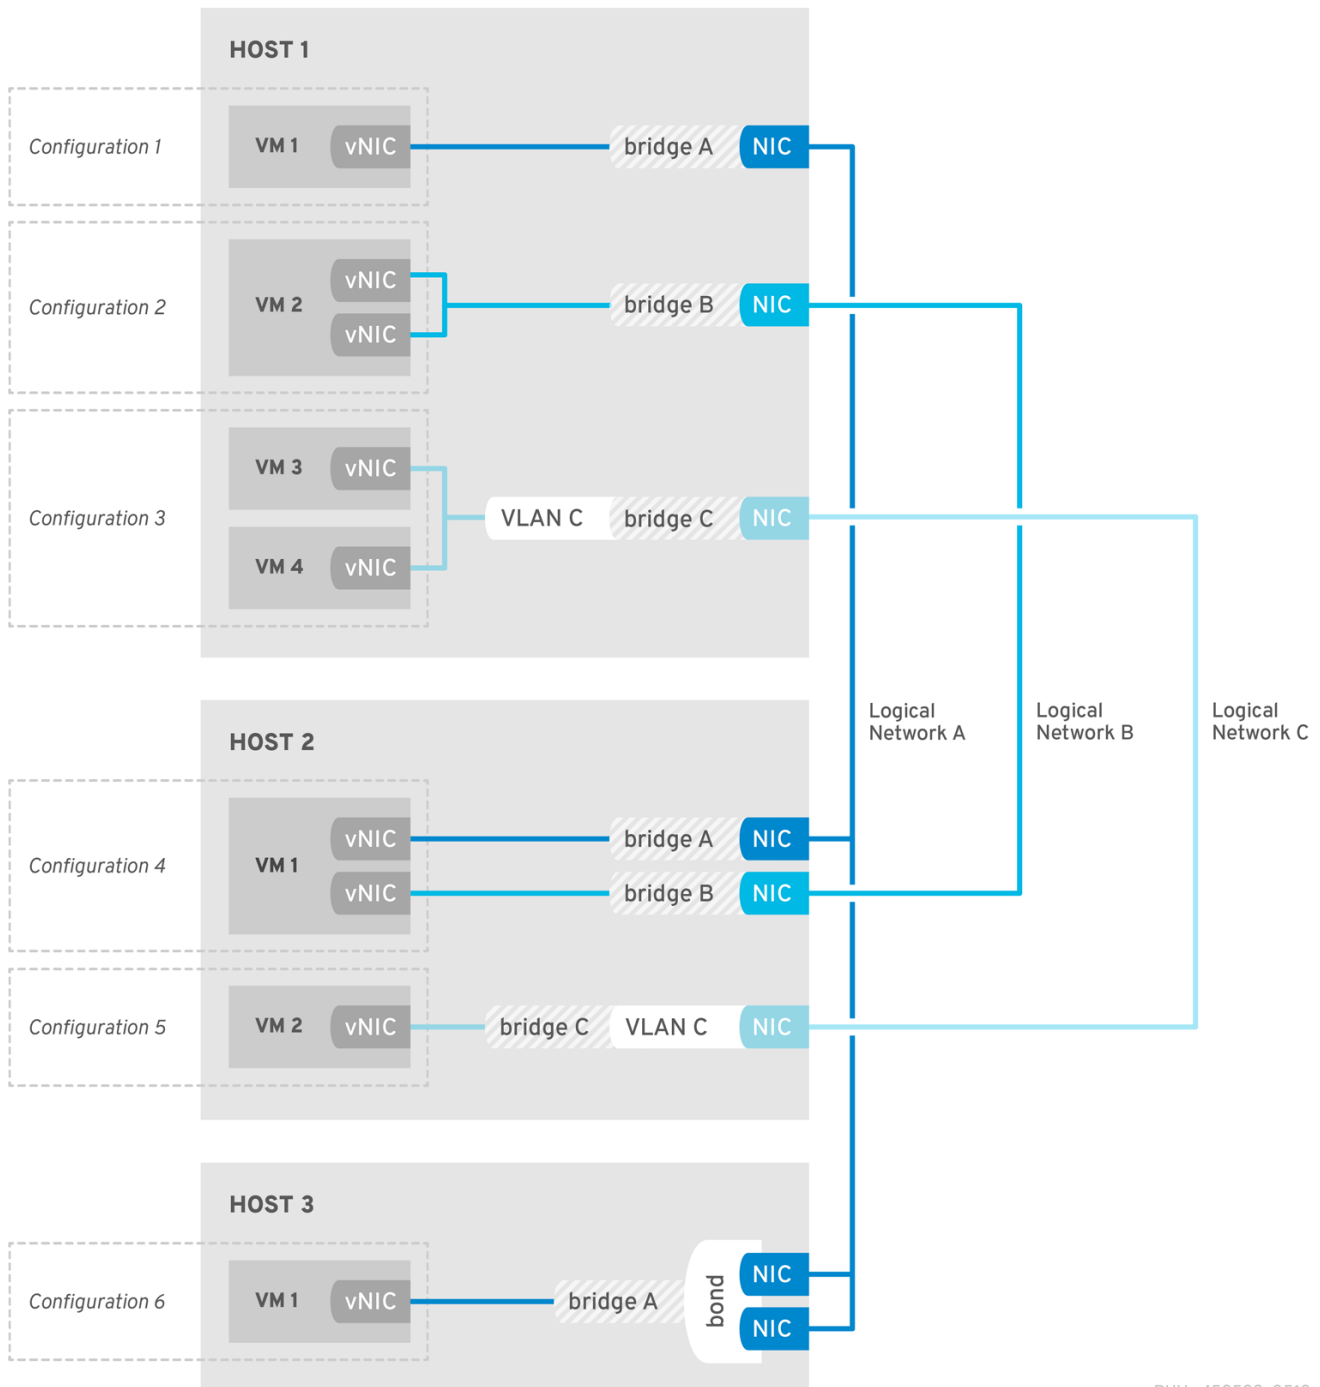 HOST 1
Configuration 1
VM 1
vNIC
bridge A
NIC
Configuration 2
VM 2
vNIC
vNIC
bridge B
NIC
Configuration 3
VM 3
vNIC
VLAN C
bridge C
NIC
VM 4
vNIC
Logical
Network A
Logical
Network B
Logical
Network C
HOST 2
Configuration 4
VM 1
vNIC
bridge A
NIC
vNIC
bridge B
NIC
Configuration 5
VM 2
vNIC
bridge C
VLAN C
NIC
HOST 3
Configuration 6
VM 1
vNIC
bridge A
bond
NIC
NIC